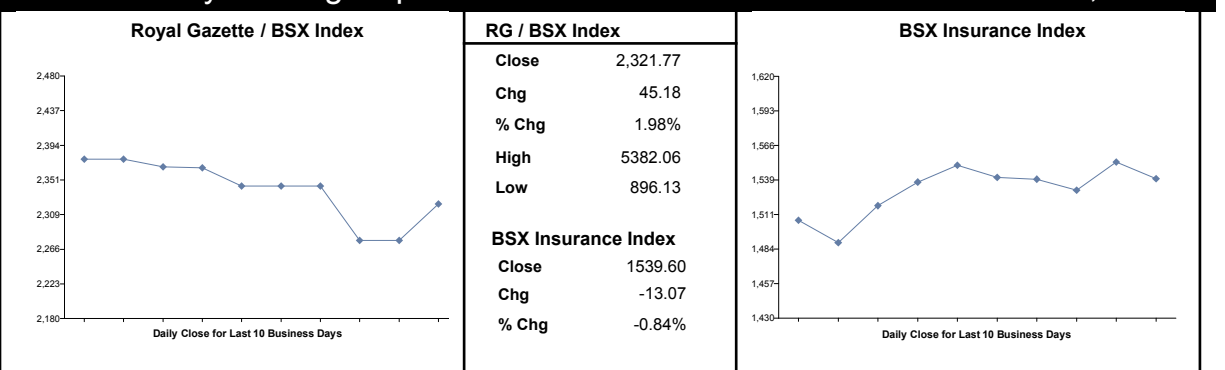 Royal Gazette / BSX Index
2,480
2,437
2,394
2,351
2,309
2,266
2,223
2,180
Daily Close for Last 10 Business Days
RG / BSX Index
Close 2,321.77
Chg 45.18
% Chg 1.98%
High 5382.06
Low 896.13
BSX Insurance Index
Close 1539.60
Chg -13.07
% Chg -0.84%
BSX Insurance Index
1,620
1,593
1,566
1,539
1,511
1,484
1,457
1,430
Daily Close for Last 10 Business Days